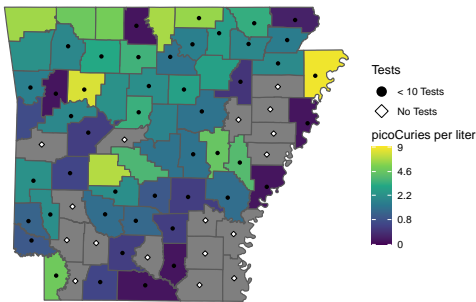 Tests
< 10 Tests
No Tests
picoCuries per liter
9
4.6
2.2
0.8
0